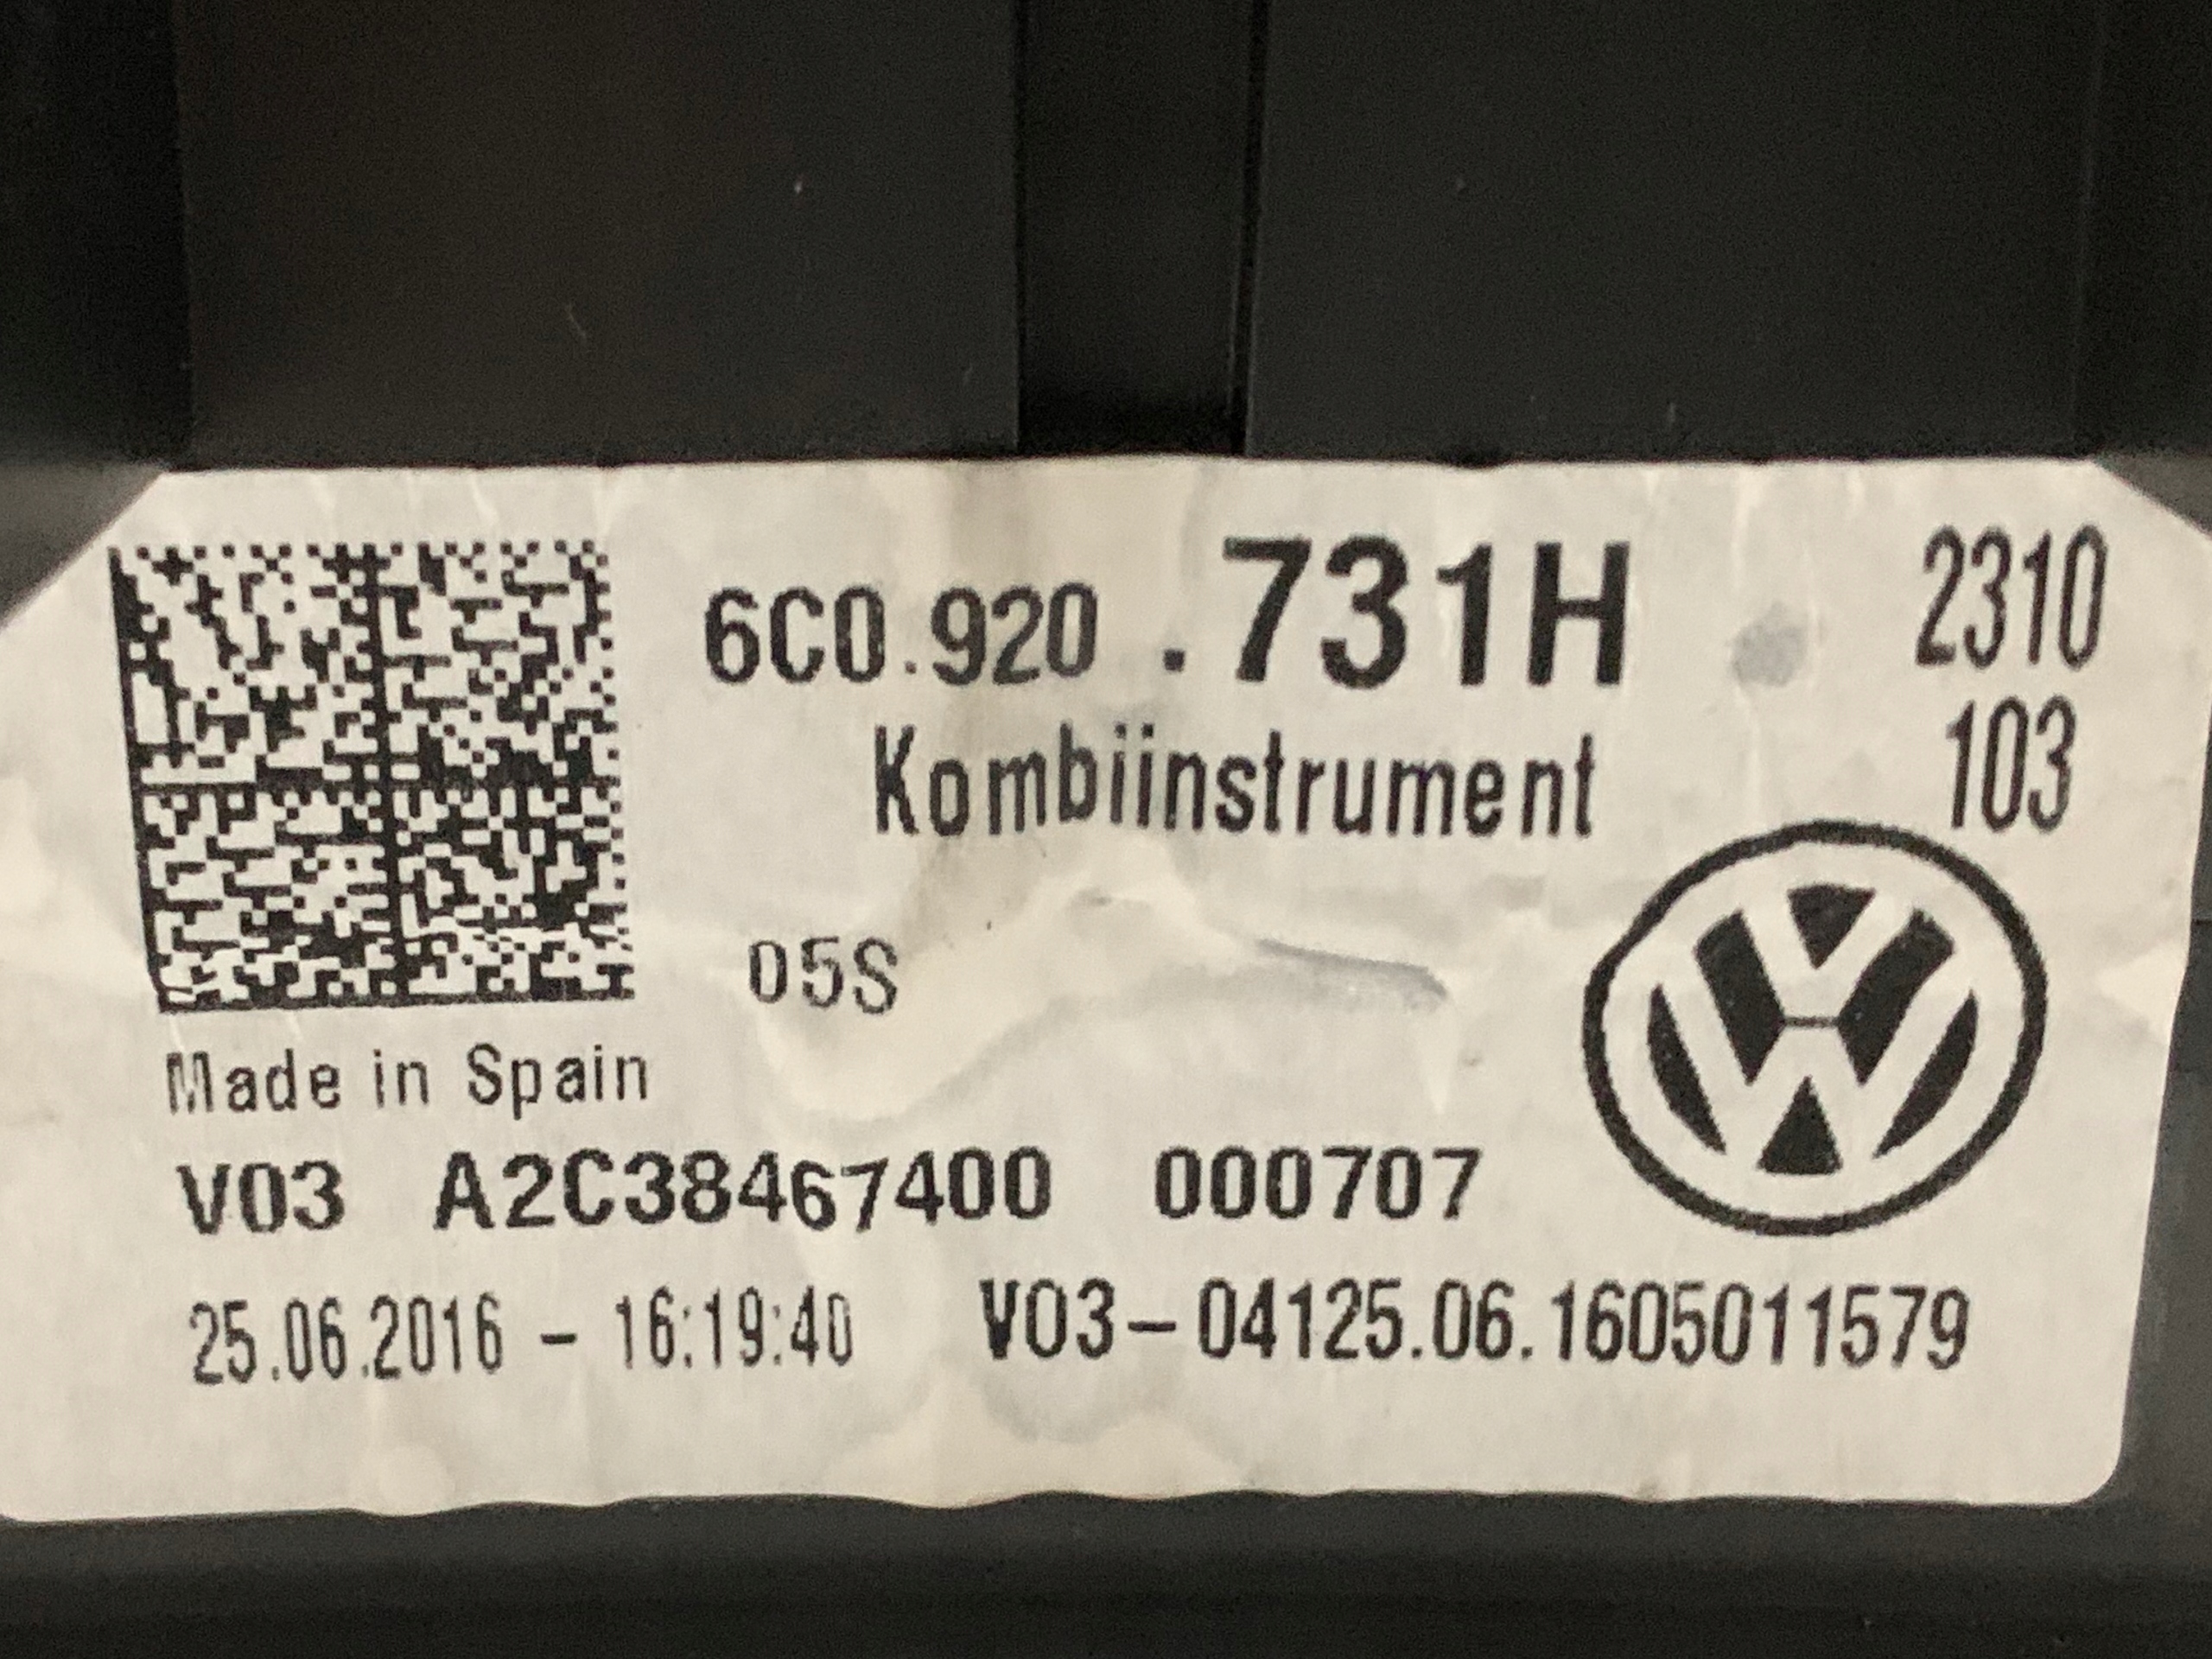 6C0.920 .731H 2310
Kombiinstrument 103
05S
Made in Spain
V03 A2C38467400 000707
25.06.2016 - 16:19:40 V03-04125.06.1605011579